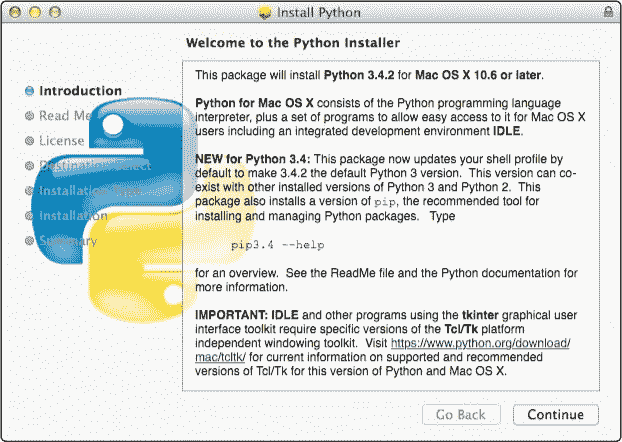 Install Python
Welcome to the Python Installer
Introduction
Read Me
License
Destination Select
Installation Type
Installation
Summary
This package will install Python 3.4.2 for Mac OS X 10.6 or later.
Python for Mac OS X consists of the Python programming language
interpreter, plus a set of programs to allow easy access to it for Mac OS X
users including an integrated development environment IDLE.
NEW for Python 3.4: This package now updates your shell profile by
default to make 3.4.2 the default Python 3 version. This version can co-
exist with other installed versions of Python 3 and Python 2. This
package also installs a version of pip, the recommended tool for
installing and managing Python packages. Type
pip3.4 --help
for an overview. See the ReadMe file and the Python documentation for
more information.
IMPORTANT: IDLE and other programs using the tkinter graphical user
interface toolkit require specific versions of the Tcl/Tk platform
independent windowing toolkit. Visit https://www.python.org/download/
mac/tcltk/ for current information on supported and recommended
versions of Tcl/Tk for this version of Python and Mac OS X.
Go Back
Continue